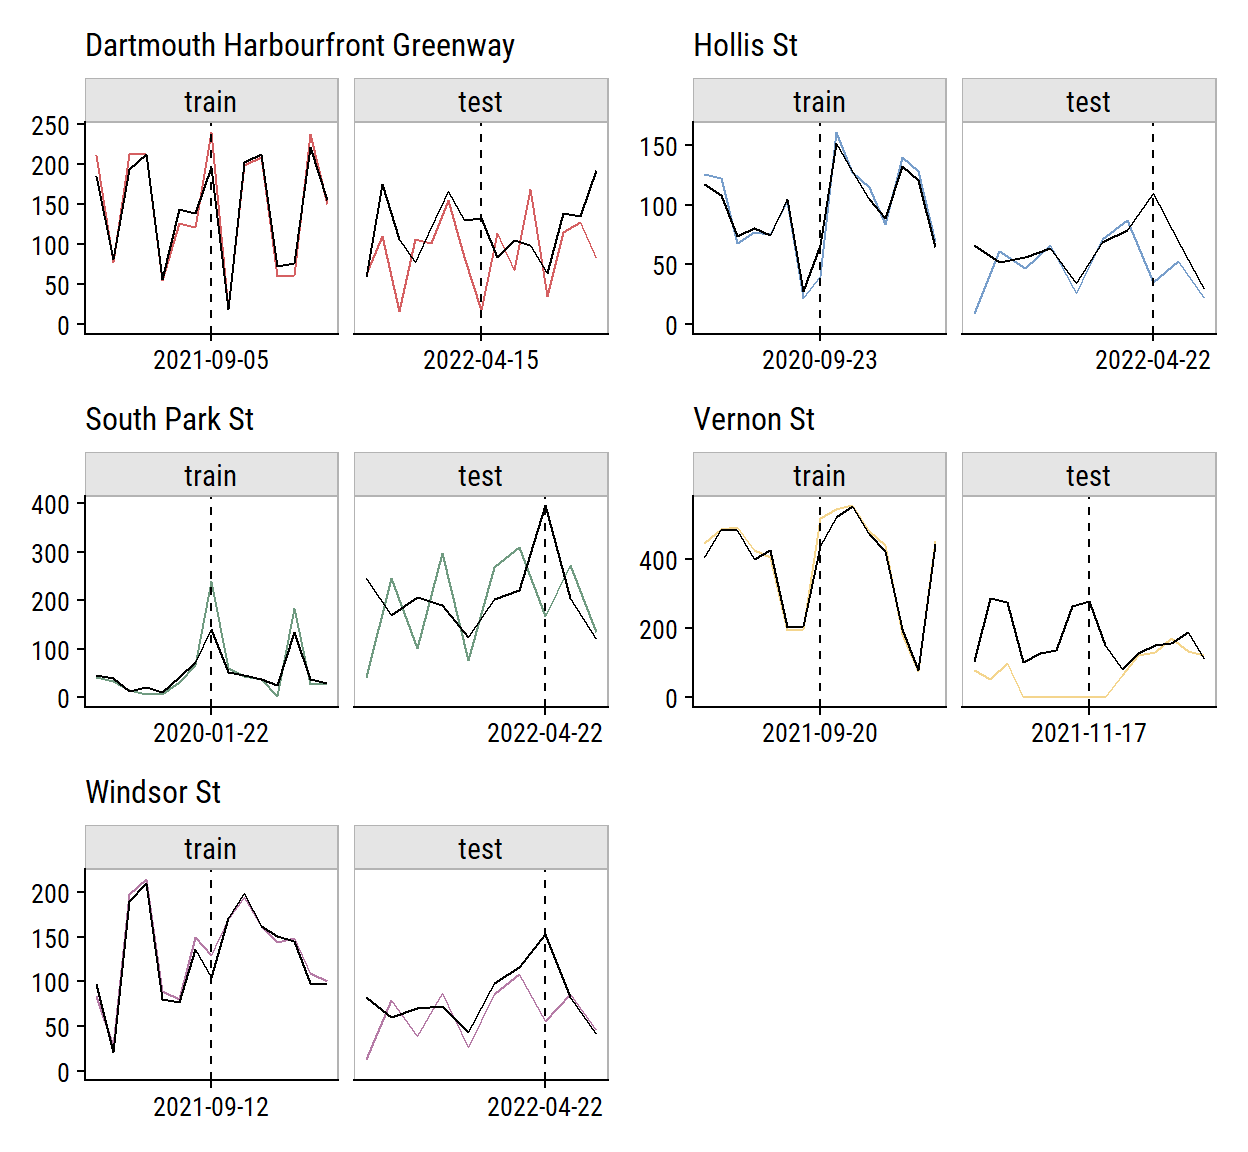 Dartmouth Harbourfront Greenway
train
test
250
200
150
100
50
0
2021-09-05
2022-04-15
Hollis St
train
test
150
100
50
0
2020-09-23
2022-04-22
South Park St
train
test
400
300
200
100
0
2020-01-22
2022-04-22
Vernon St
train
test
400
200
0
2021-09-20
2021-11-17
Windsor St
train
test
200
150
100
50
0
2021-09-12
2022-04-22